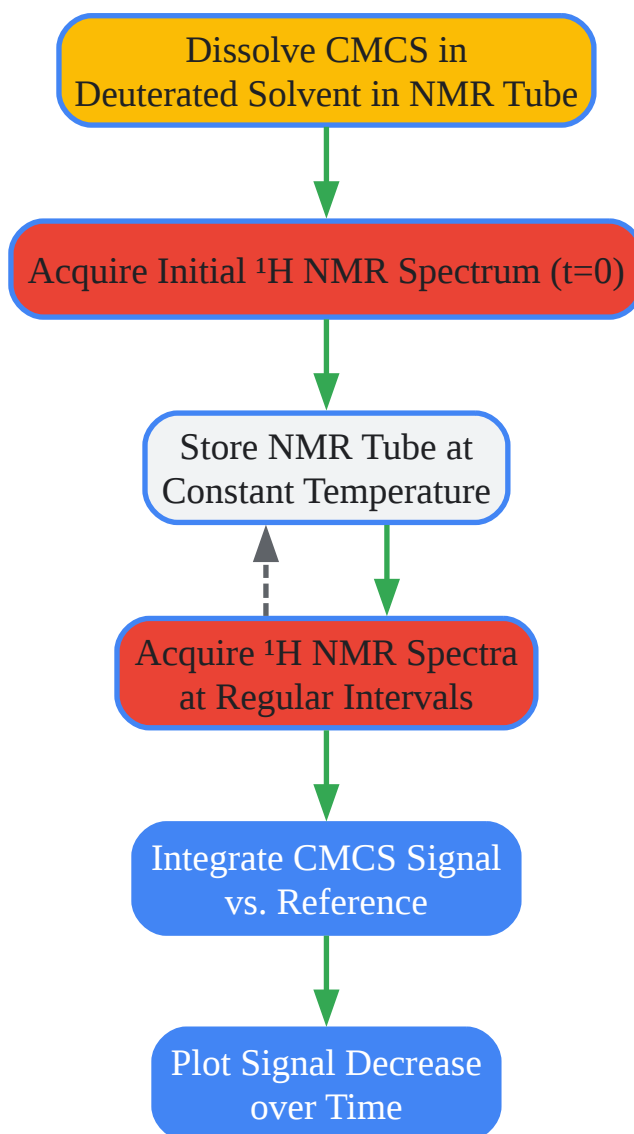 Dissolve CMCS in
Deuterated Solvent in NMR Tube
Acquire Initial ¹H NMR Spectrum (t=0)
Store NMR Tube at
Constant Temperature
Acquire ¹H NMR Spectra
at Regular Intervals
Integrate CMCS Signal
vs. Reference
Plot Signal Decrease
over Time